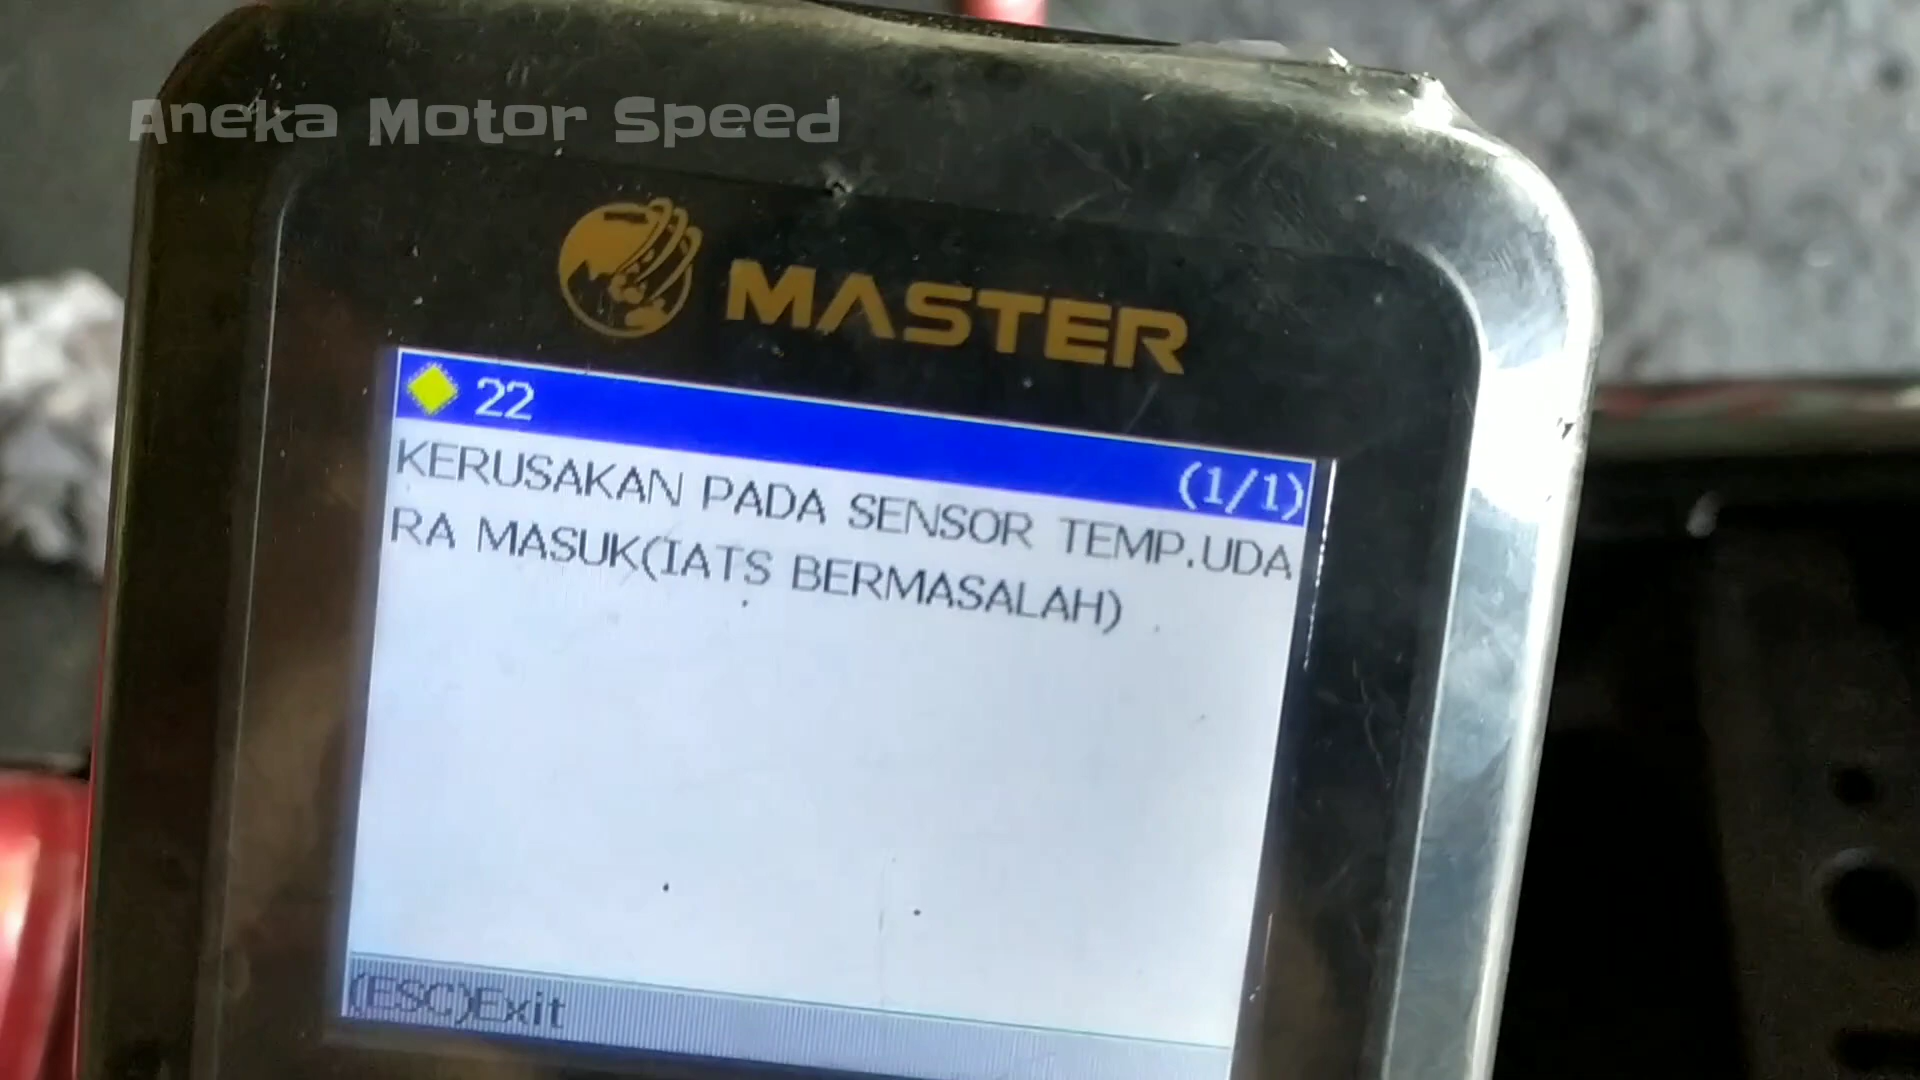 Aneka Motor Speed
MASTER
22
(1/1)
KERUSAKAN PADA SENSOR TEMP.UDA
RA MASUK(IATS BERMASALAH)
(ESC)Exit